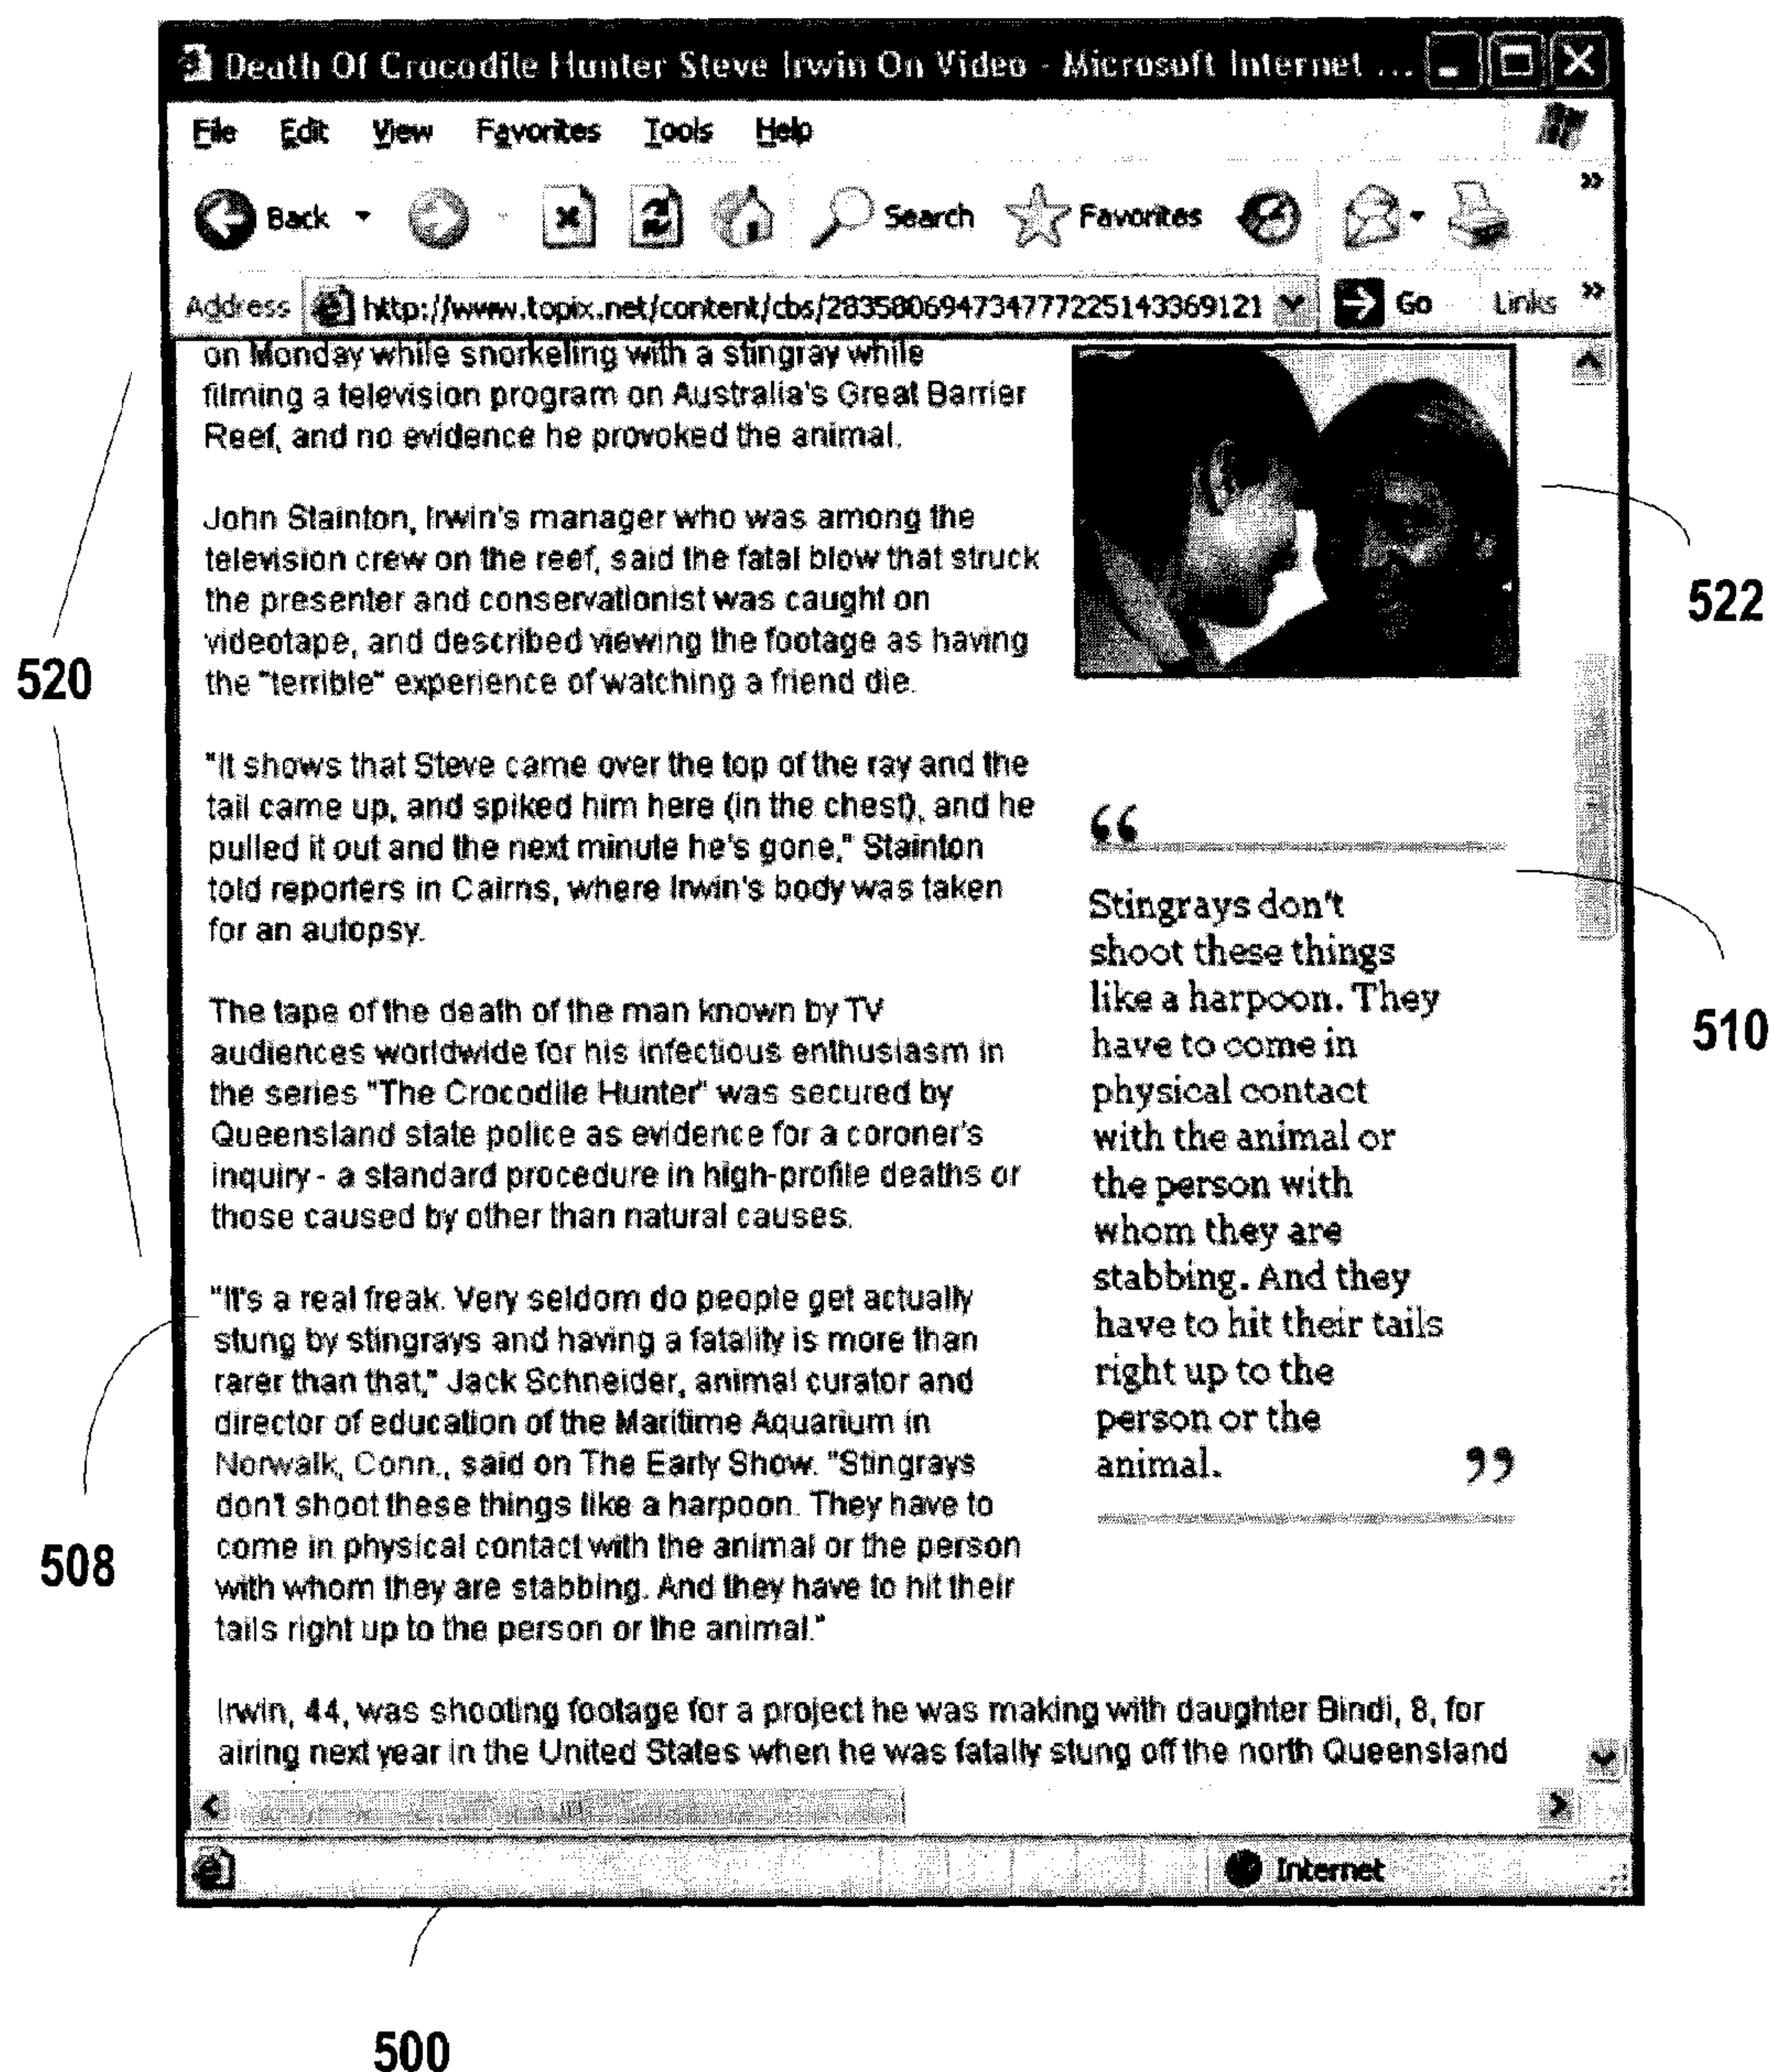 Death Of Crocodile Hunter Steve Irwin On Video - Microsoft Internet ...
File Edit View Favorites Tools Help
Back Search Favorites »
Address http://www.topix.net/content/cbs/2835806947347777225143369121 Go Links »
on Monday while snorkeling with a stingray while
filming a television program on Australia's Great Barrier
Reef, and no evidence he provoked the animal.
John Stainton, Irwin's manager who was among the
television crew on the reef, said the fatal blow that struck
the presenter and conservationist was caught on
videotape, and described viewing the footage as having
the "terrible" experience of watching a friend die.
"It shows that Steve came over the top of the ray and the
tail came up, and spiked him here (in the chest), and he
pulled it out and the next minute he's gone," Stainton
told reporters in Cairns, where Irwin's body was taken
for an autopsy.
The tape of the death of the man known by TV
audiences worldwide for his infectious enthusiasm in
the series "The Crocodile Hunter" was secured by
Queensland state police as evidence for a coroner's
inquiry - a standard procedure in high-profile deaths or
those caused by other than natural causes.
"It's a real freak. Very seldom do people get actually
stung by stingrays and having a fatality is more than
rarer than that," Jack Schneider, animal curator and
director of education of the Maritime Aquarium in
Norwalk, Conn., said on The Early Show. "Stingrays
don't shoot these things like a harpoon. They have to
come in physical contact with the animal or the person
with whom they are stabbing. And they have to hit their
tails right up to the person or the animal."
Irwin, 44, was shooting footage for a project he was making with daughter Bindi, 8, for
airing next year in the United States when he was fatally stung off the north Queensland
“
Stingrays don't
shoot these things
like a harpoon. They
have to come in
physical contact
with the animal or
the person with
whom they are
stabbing. And they
have to hit their tails
right up to the
person or the
animal. ”
Internet
520
522
510
508
500